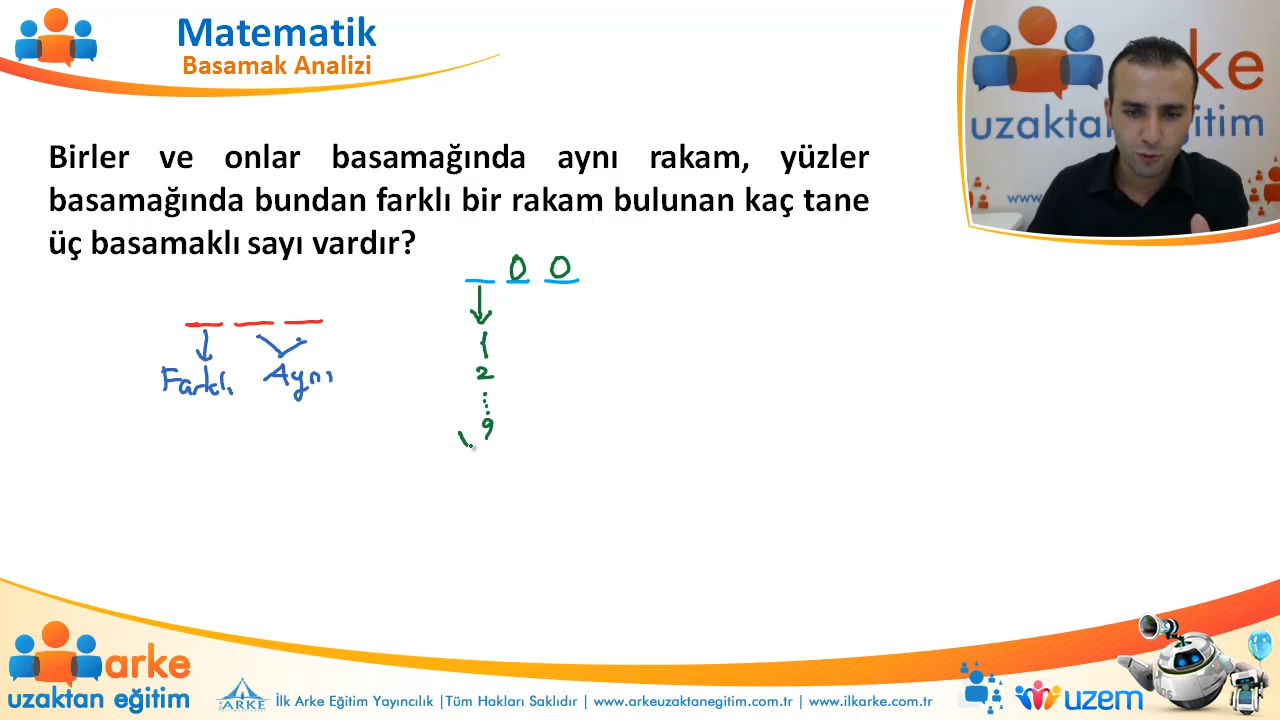 Matematik
Basamak Analizi
arke
uzaktan eğitim
www.
Birler ve onlar basamağında aynı rakam, yüzler
basamağında bundan farklı bir rakam bulunan kaç tane
üç basamaklı sayı vardır?
0 0
Farklı Aynı
1
2
9
arke
uzaktan eğitim
ARKE
İlk Arke Eğitim Yayıncılık |Tüm Hakları Saklıdır | www.arkeuzaktanegitim.com.tr | www.ilkarke.com.tr
uzem